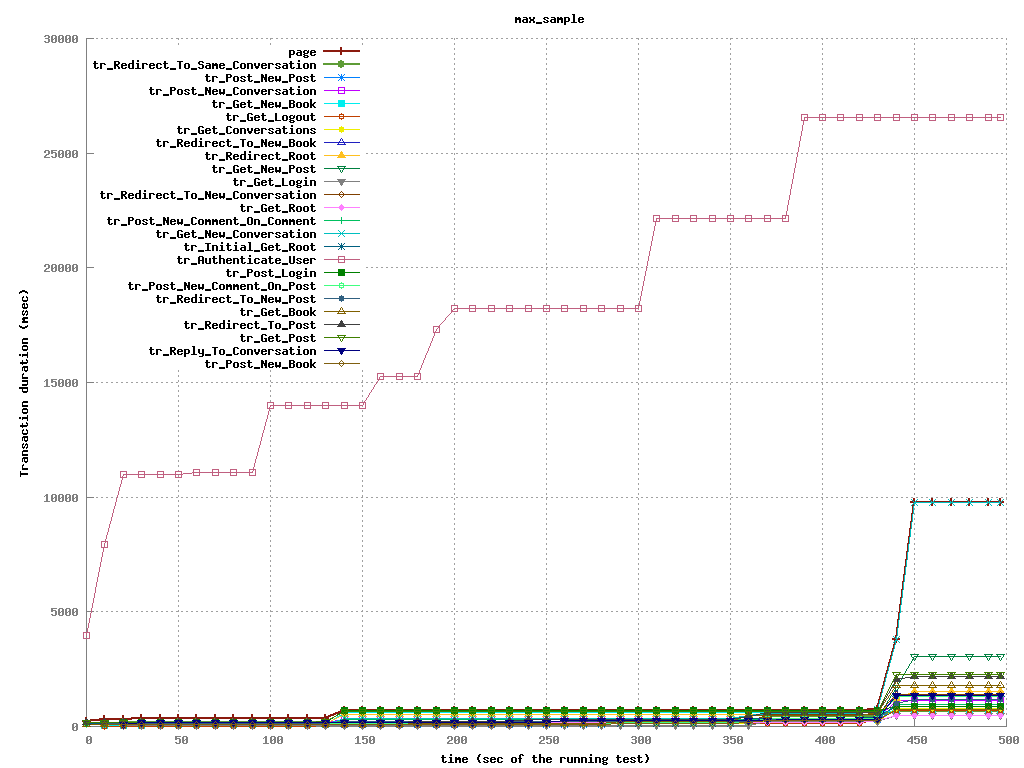 max_sample
30000
25000
20000
15000
10000
5000
0
Transaction duration (msec)
page
tr_Redirect_To_Same_Conversation
tr_Post_New_Post
tr_Post_New_Conversation
tr_Get_New_Book
tr_Get_Logout
tr_Get_Conversations
tr_Redirect_To_New_Book
tr_Redirect_Root
tr_Get_New_Post
tr_Get_Login
tr_Redirect_To_New_Conversation
tr_Get_Root
tr_Post_New_Comment_On_Comment
tr_Get_New_Conversation
tr_Initial_Get_Root
tr_Authenticate_User
tr_Post_Login
tr_Post_New_Comment_On_Post
tr_Redirect_To_New_Post
tr_Get_Book
tr_Redirect_To_Post
tr_Get_Post
tr_Reply_To_Conversation
tr_Post_New_Book
0 50 100 150 200 250 300 350 400 450 500
time (sec of the running test)